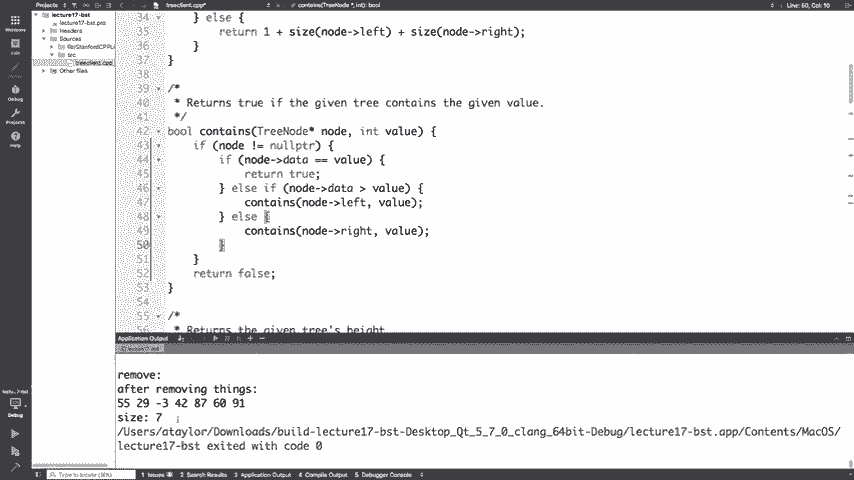 Projects
treeclient.cpp*
contains(TreeNode *, int): bool
Line: 50, Col: 10
Welcome
Edit
Debug
Projects
Help
lecture17-bst
lecture17-bst.pro
Headers
Sources
lib/StanfordCPPLi
src
treeclient.cpp
Other files
34 } else {
35 return 1 + size(node->left) + size(node->right);
36 }
37 }
38
39 /*
40 * Returns true if the given tree contains the given value.
41 */
42 bool contains(TreeNode* node, int value) {
43 if (node != nullptr) {
44 if (node->data == value) {
45 return true;
46 } else if (node->data > value) {
47 contains(node->left, value);
48 } else {
49 contains(node->right, value);
50 }
51 }
52 return false;
53 }
54
55 /*
56 * Returns the given tree's height
Application Output
remove:
after removing things:
55 29 -3 42 87 60 91
size: 7
/Users/ataylor/Downloads/build-lecture17-bst-Desktop_Qt_5_7_0_clang_64bit-Debug/lecture17-bst.app/Contents/MacOS/
lecture17-bst exited with code 0
Debug
Type to locate
1 Issues
2 Search Results
3 Application Output
4 Compile Output
5 Debugger Console